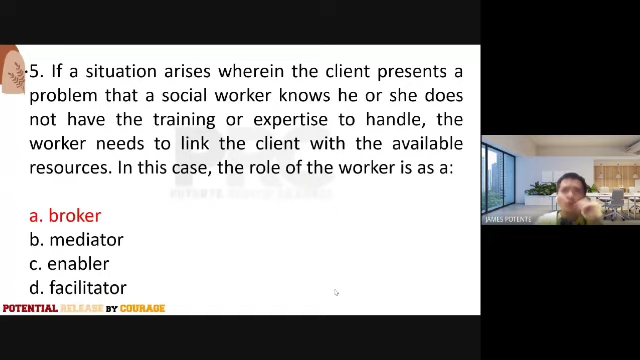 •5. If a situation arises wherein the client presents a
problem that a social worker knows he or she does
not have the training or expertise to handle, the
worker needs to link the client with the available
resources. In this case, the role of the worker is as a:
a. broker
b. mediator
c. enabler
d. facilitator
POTENTIAL RELEASE BY COURAGE
JAMES POTENTE